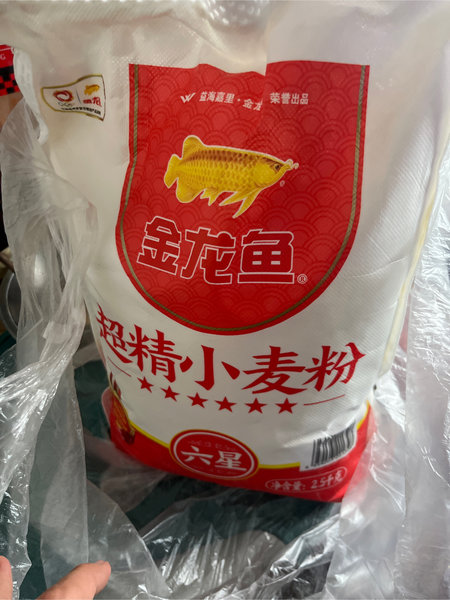 益海嘉里·金龙 荣誉出品
金龙鱼
超精小麦粉
六星
净含量：2.5千克